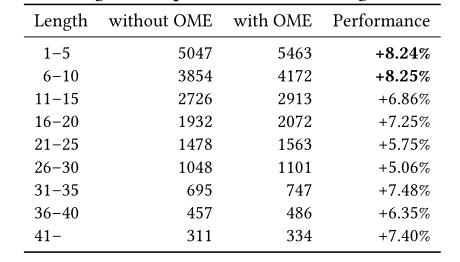 Length without OME with OME Performance
1–5 5047 5463 +8.24%
6–10 3854 4172 +8.25%
11–15 2726 2913 +6.86%
16–20 1932 2072 +7.25%
21–25 1478 1563 +5.75%
26–30 1048 1101 +5.06%
31–35 695 747 +7.48%
36–40 457 486 +6.35%
41– 311 334 +7.40%